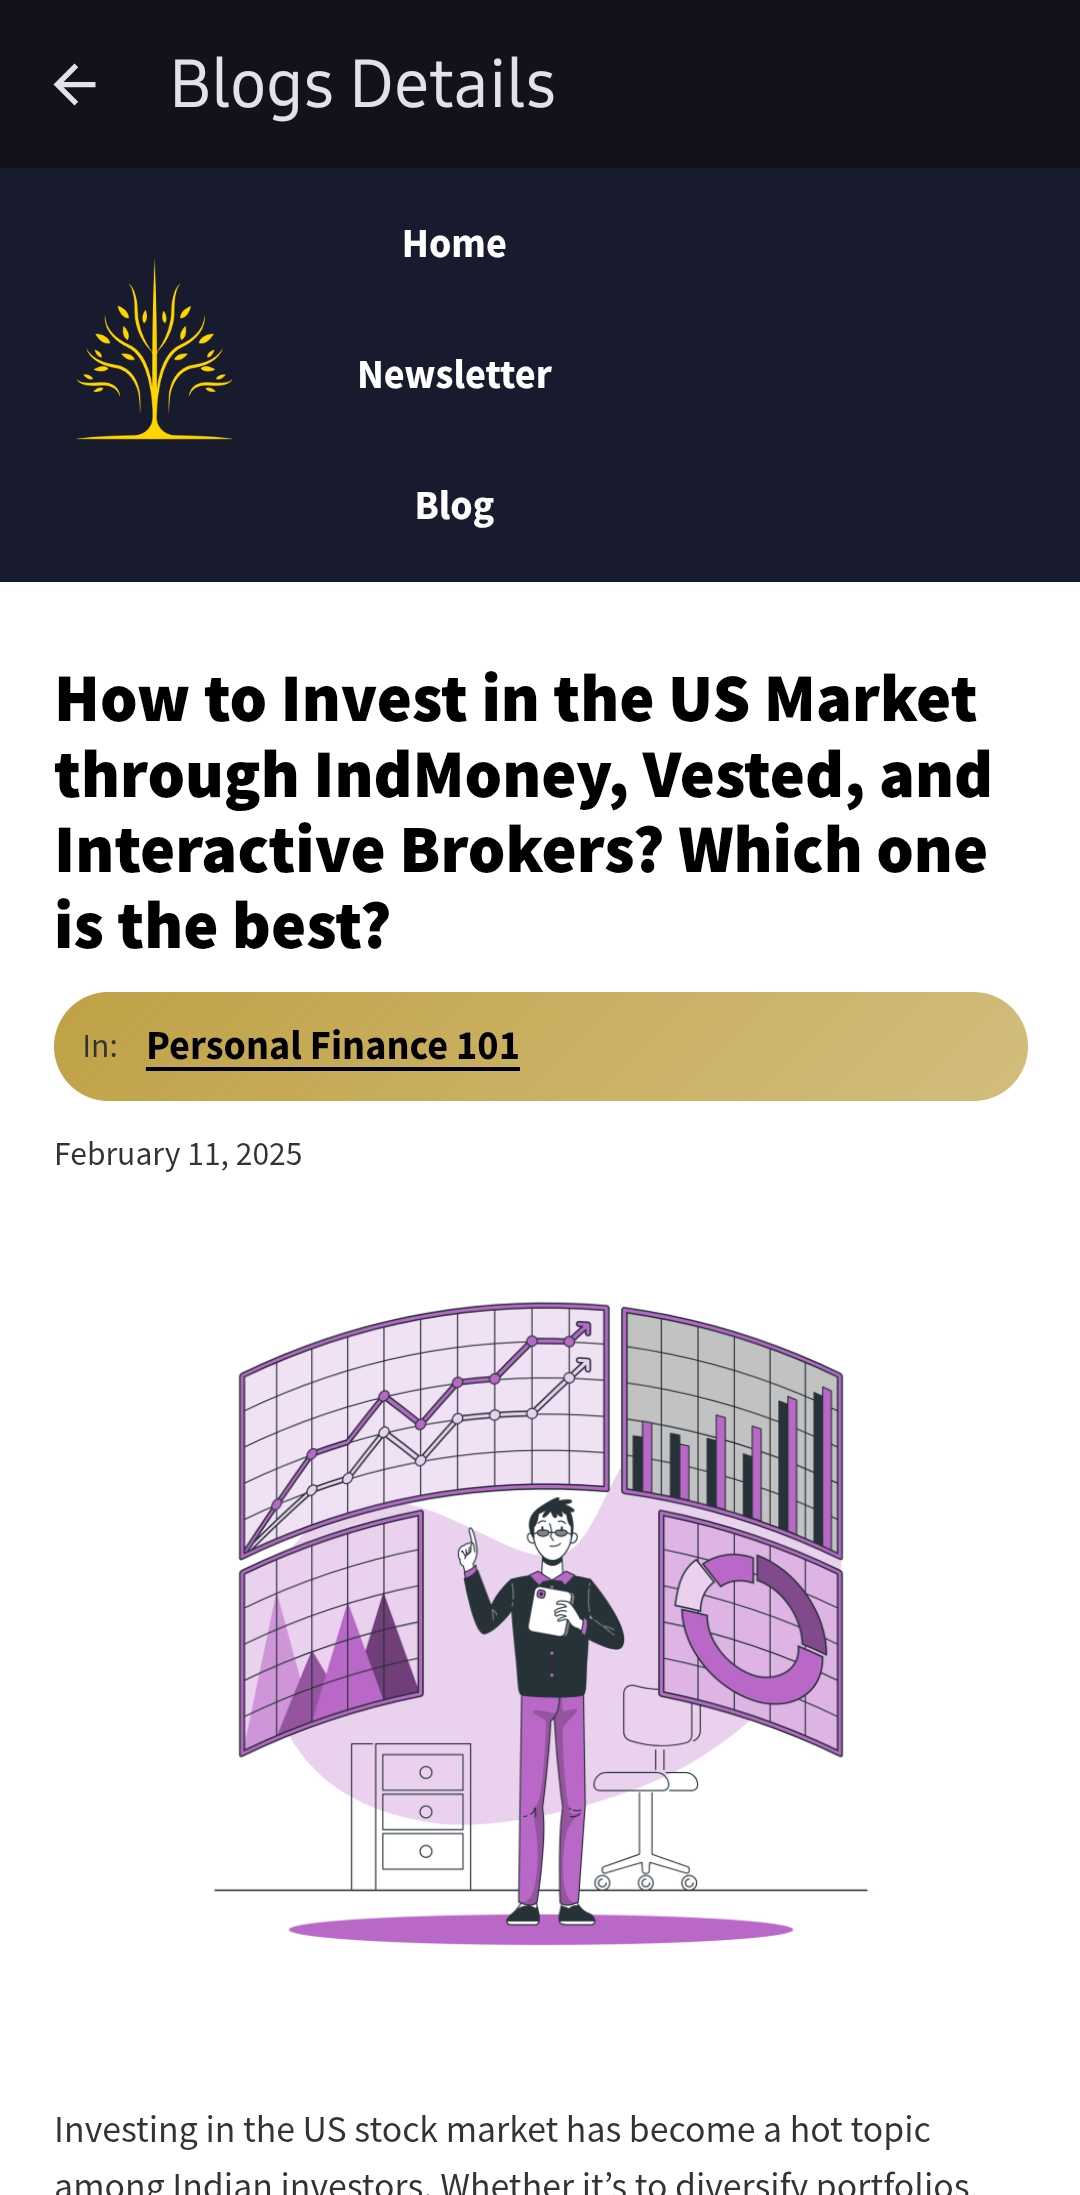 Blogs Details
Home
Newsletter
Blog
How to Invest in the US Market
through IndMoney, Vested, and
Interactive Brokers? Which one
is the best?
In: Personal Finance 101
February 11, 2025
Investing in the US stock market has become a hot topic
among Indian investors. Whether it’s to diversify portfolios,